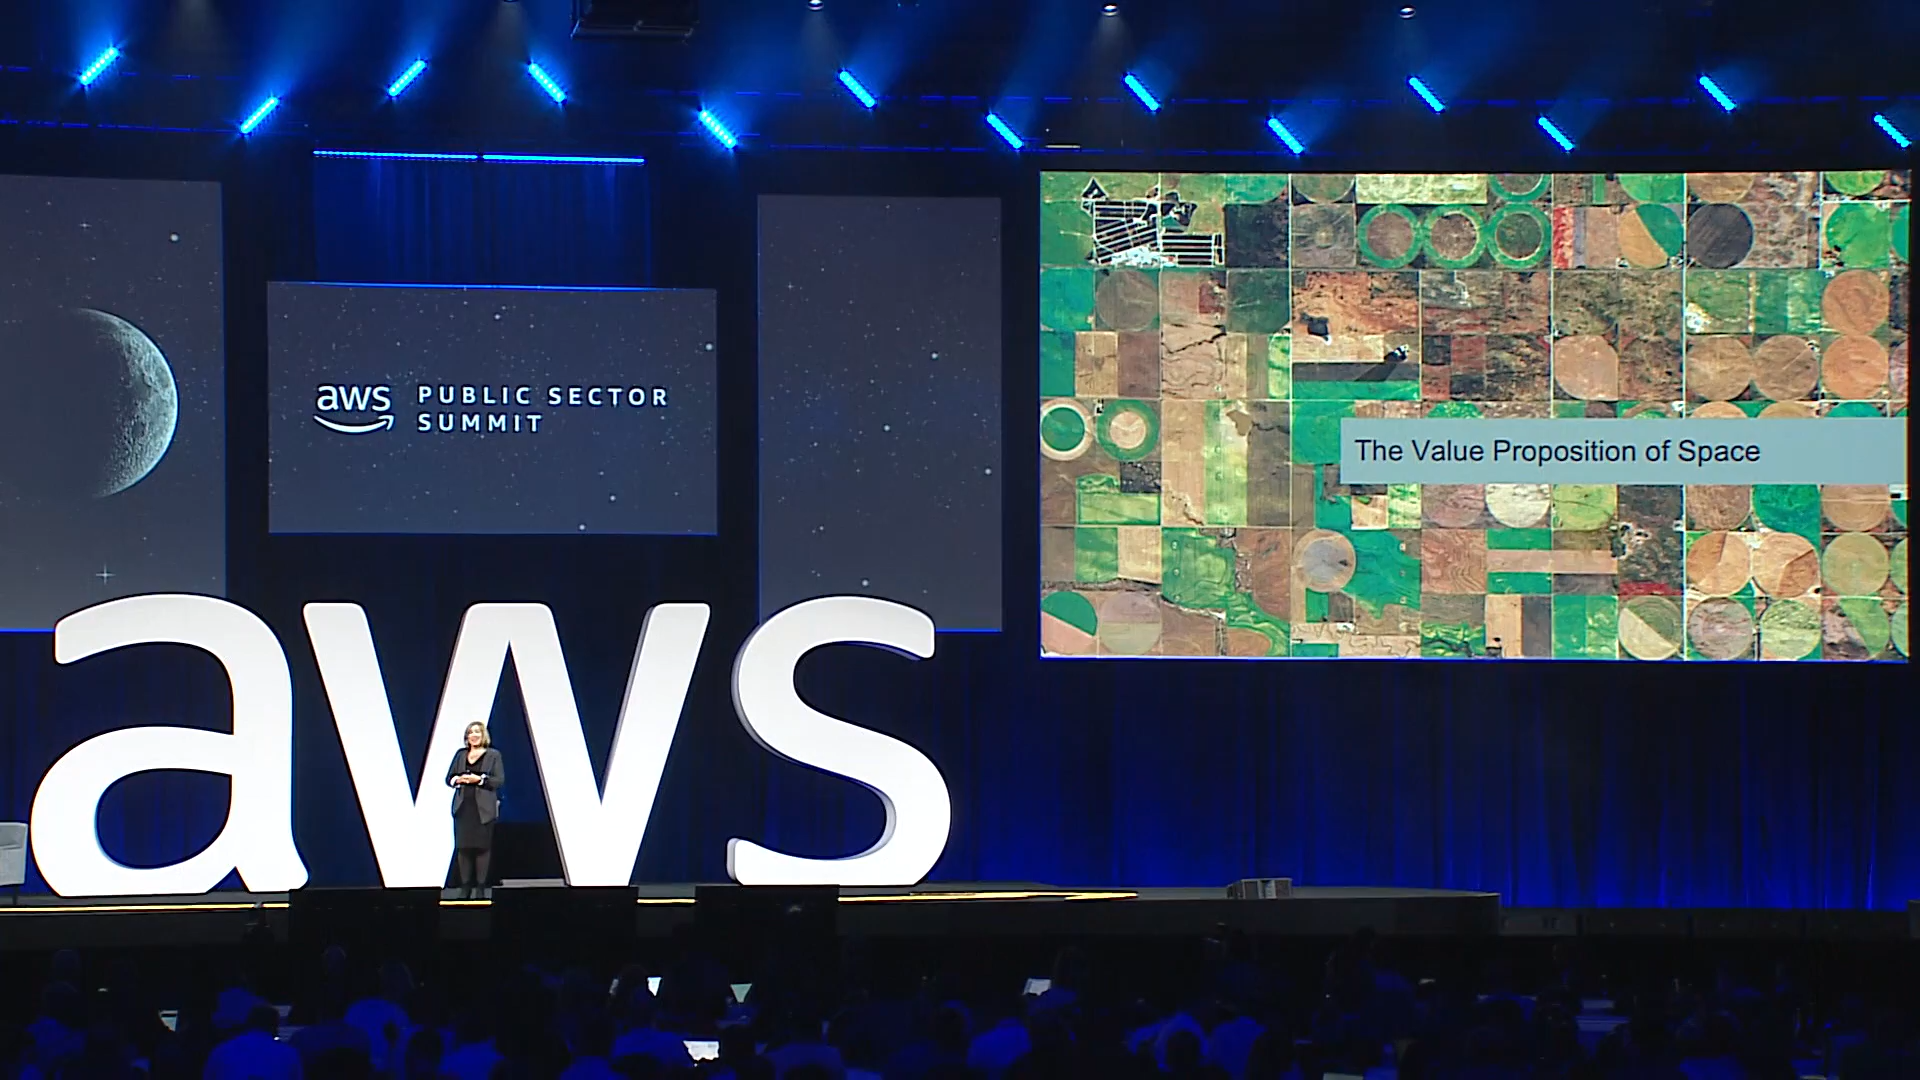 aws
PUBLIC SECTOR
SUMMIT
The Value Proposition of Space
aws